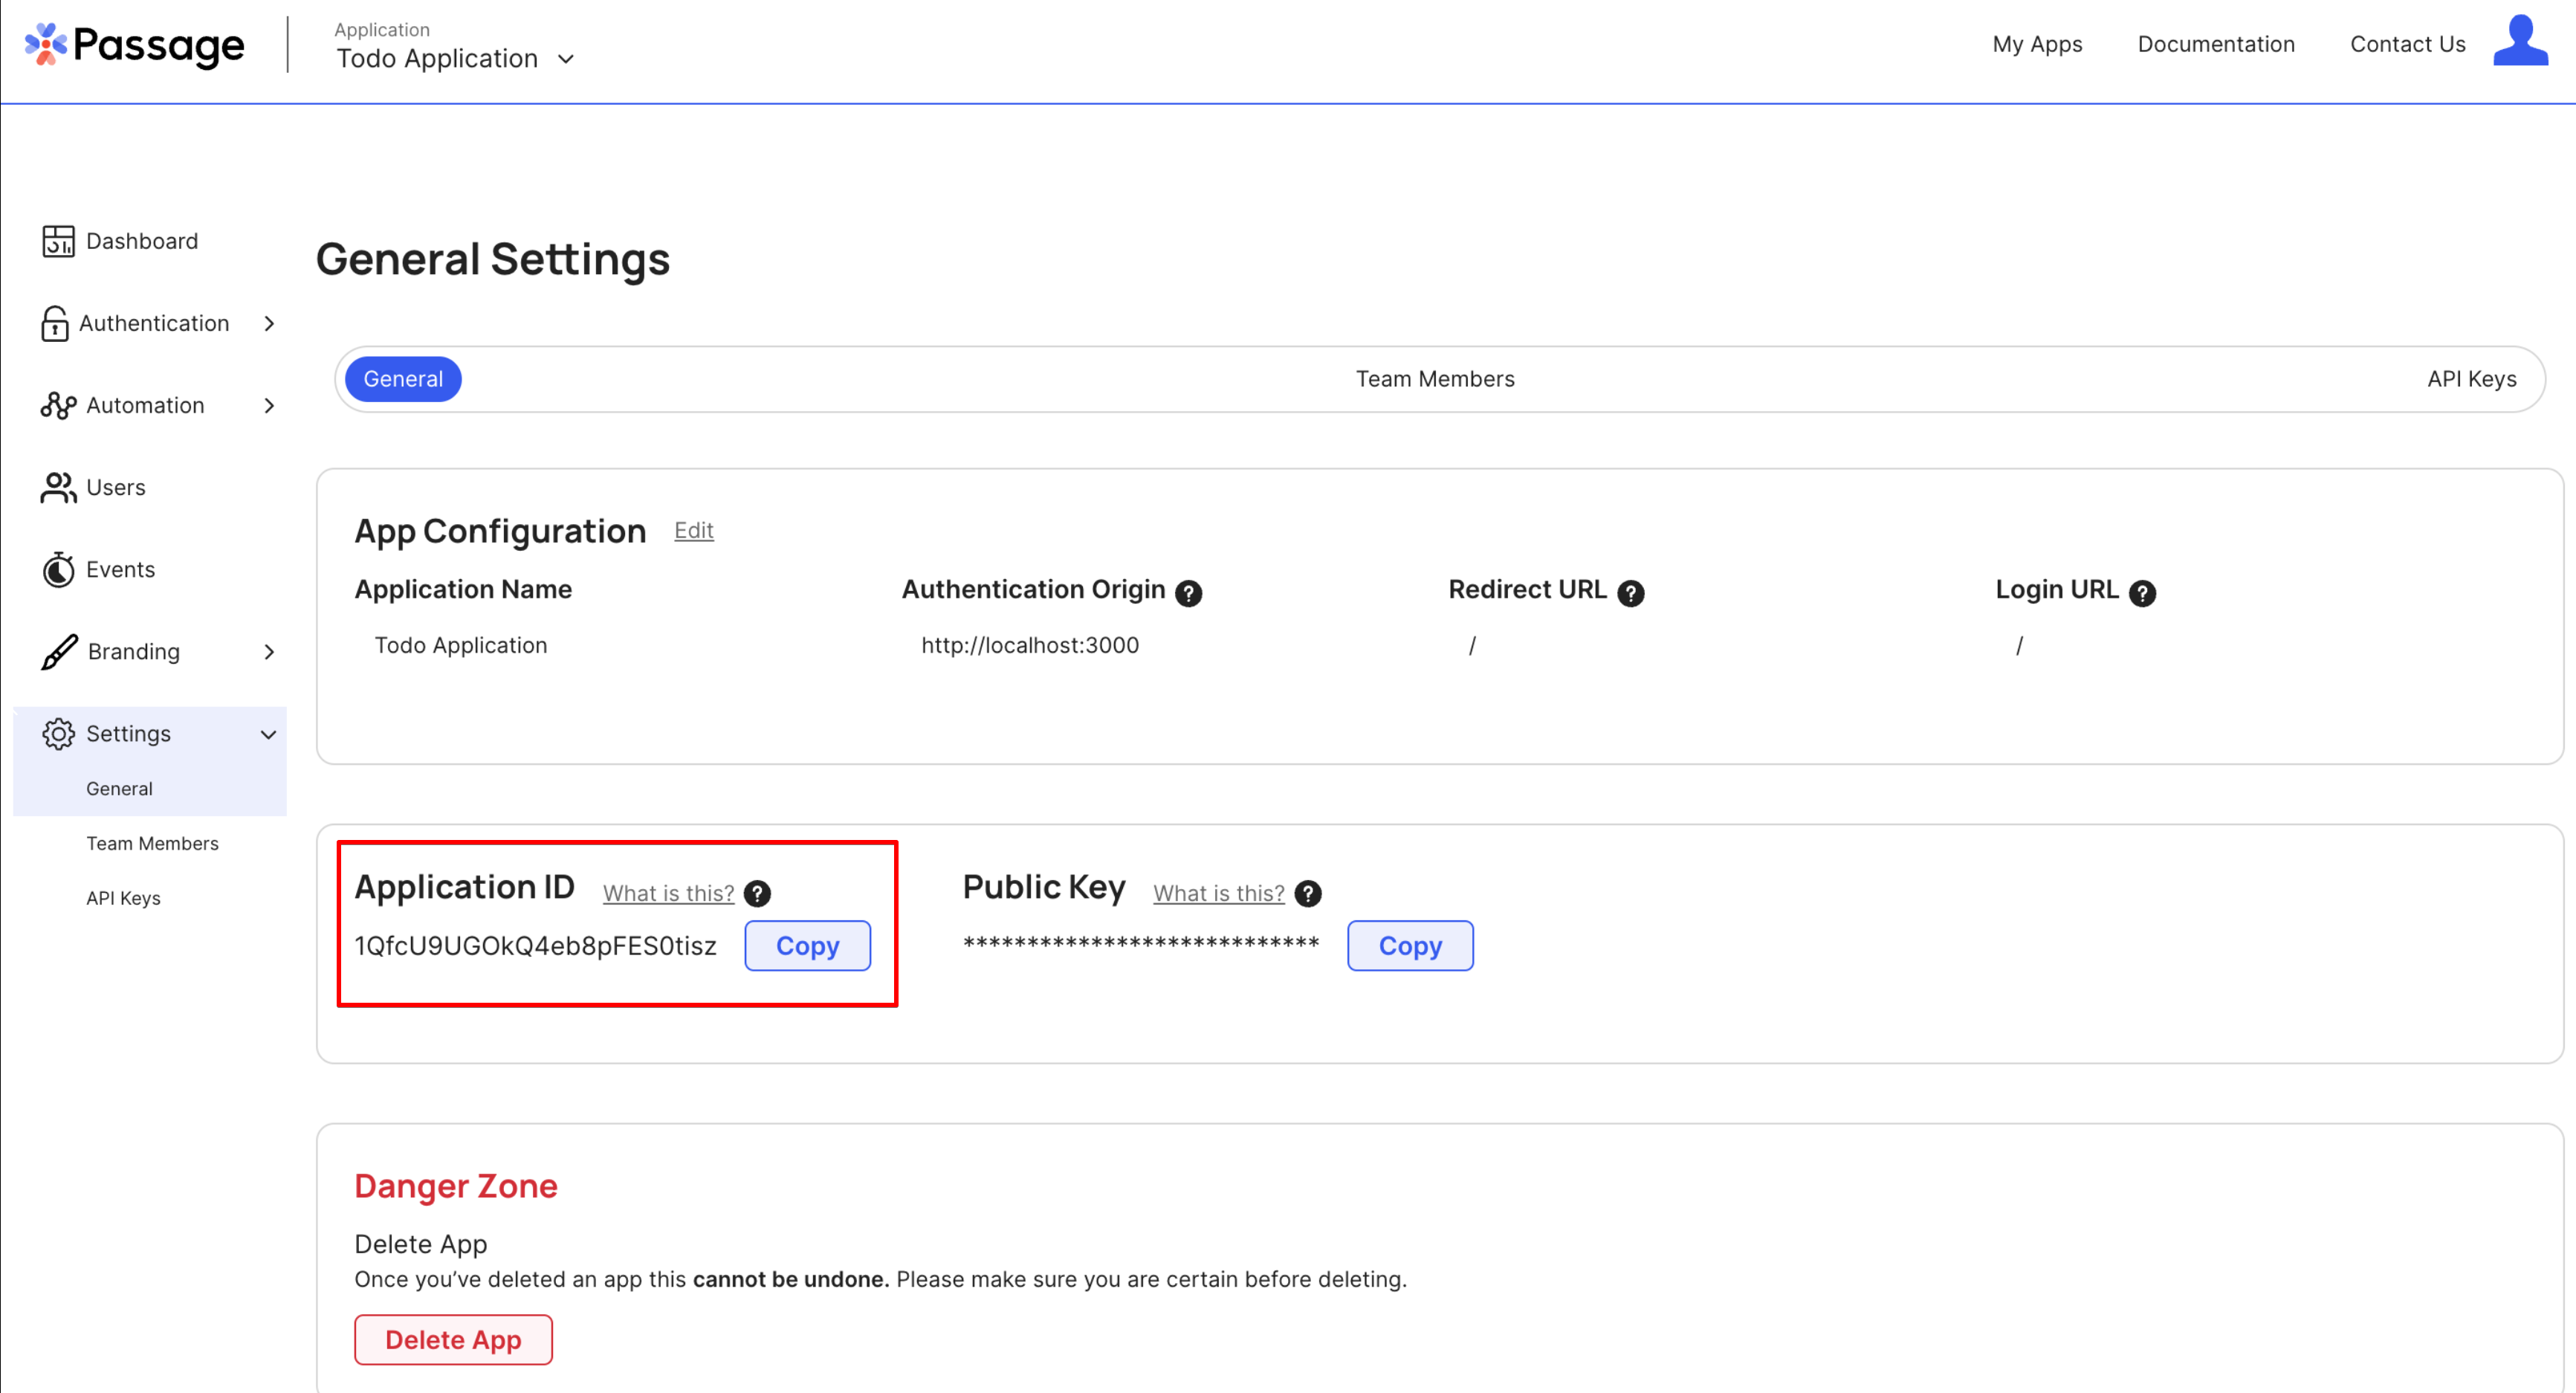 Passage
Application
Todo Application
My Apps
Documentation
Contact Us
Dashboard
Authentication
Automation
Users
Events
Branding
Settings
General
Team Members
API Keys
General Settings
General
Team Members
API Keys
App Configuration Edit
Application Name
Authentication Origin ?
Redirect URL ?
Login URL ?
Todo Application
http://localhost:3000
/
/
Application ID What is this? ?
1QfcU9UGOkQ4eb8pFES0tisz Copy
Public Key What is this? ?
**************************** Copy
Danger Zone
Delete App
Once you’ve deleted an app this cannot be undone. Please make sure you are certain before deleting.
Delete App